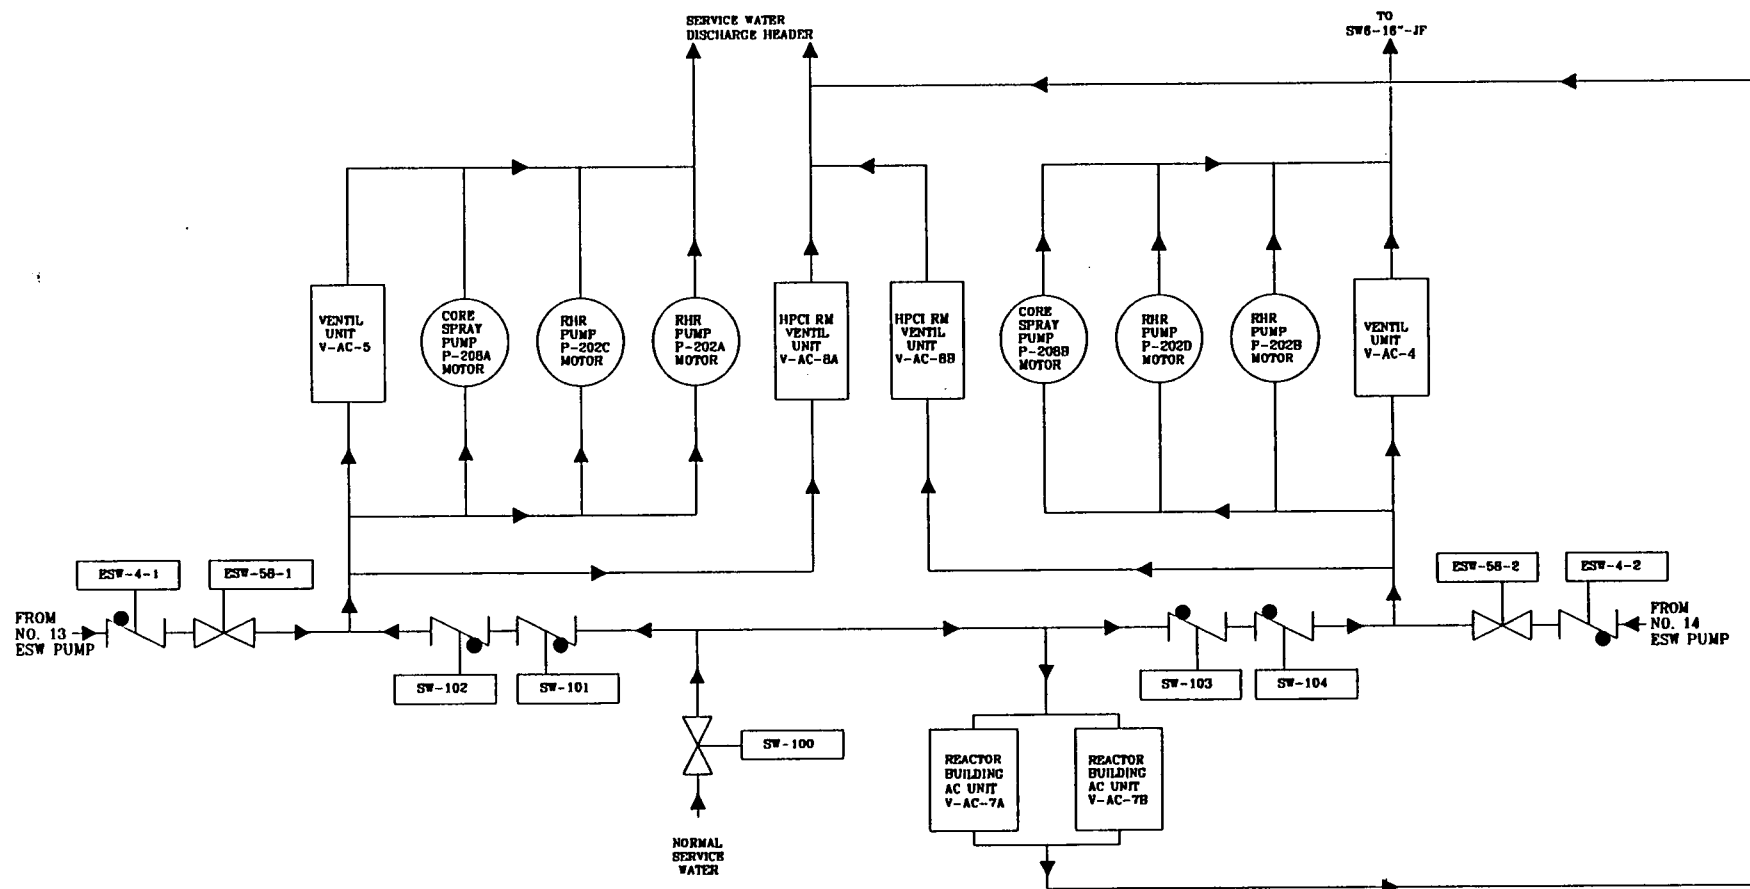 SERVICE WATER
DISCHARGE HEADER
TO
SW6-16"-JF
VENTIL
UNIT
V-AC-5
CORE
SPRAY
PUMP
P-208A
MOTOR
RHR
PUMP
P-202C
MOTOR
RHR
PUMP
P-202A
MOTOR
HPCI RM
VENTIL
UNIT
V-AC-8A
HPCI RM
VENTIL
UNIT
V-AC-8B
CORE
SPRAY
PUMP
P-208B
MOTOR
RHR
PUMP
P-202D
MOTOR
RHR
PUMP
P-202B
MOTOR
VENTIL
UNIT
V-AC-4
ESW-4-1
ESW-58-1
ESW-58-2
ESW-4-2
FROM
NO. 13
ESW PUMP
FROM
NO. 14
ESW PUMP
SW-102
SW-101
SW-103
SW-104
SW-100
REACTOR
BUILDING
AC UNIT
V-AC-7A
REACTOR
BUILDING
AC UNIT
V-AC-7B
NORMAL
SERVICE
WATER